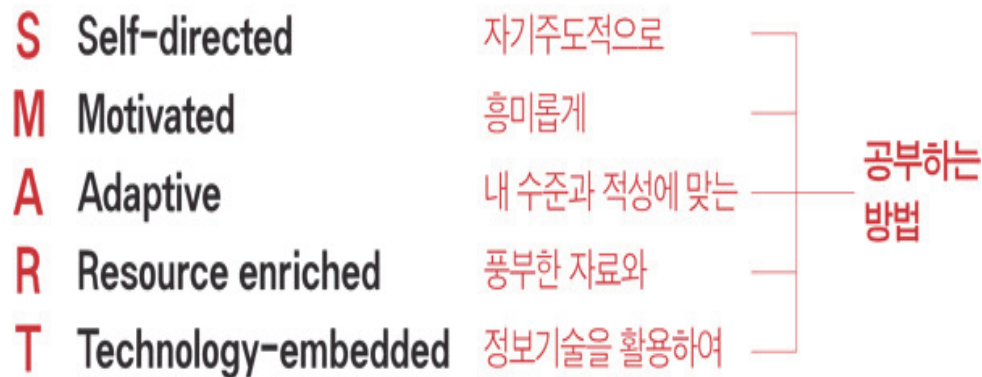 S Self-directed 자기주도적으로
M Motivated 흥미롭게
A Adaptive 내 수준과 적성에 맞는
R Resource enriched 풍부한 자료와
T Technology-embedded 정보기술을 활용하여
공부하는
방법